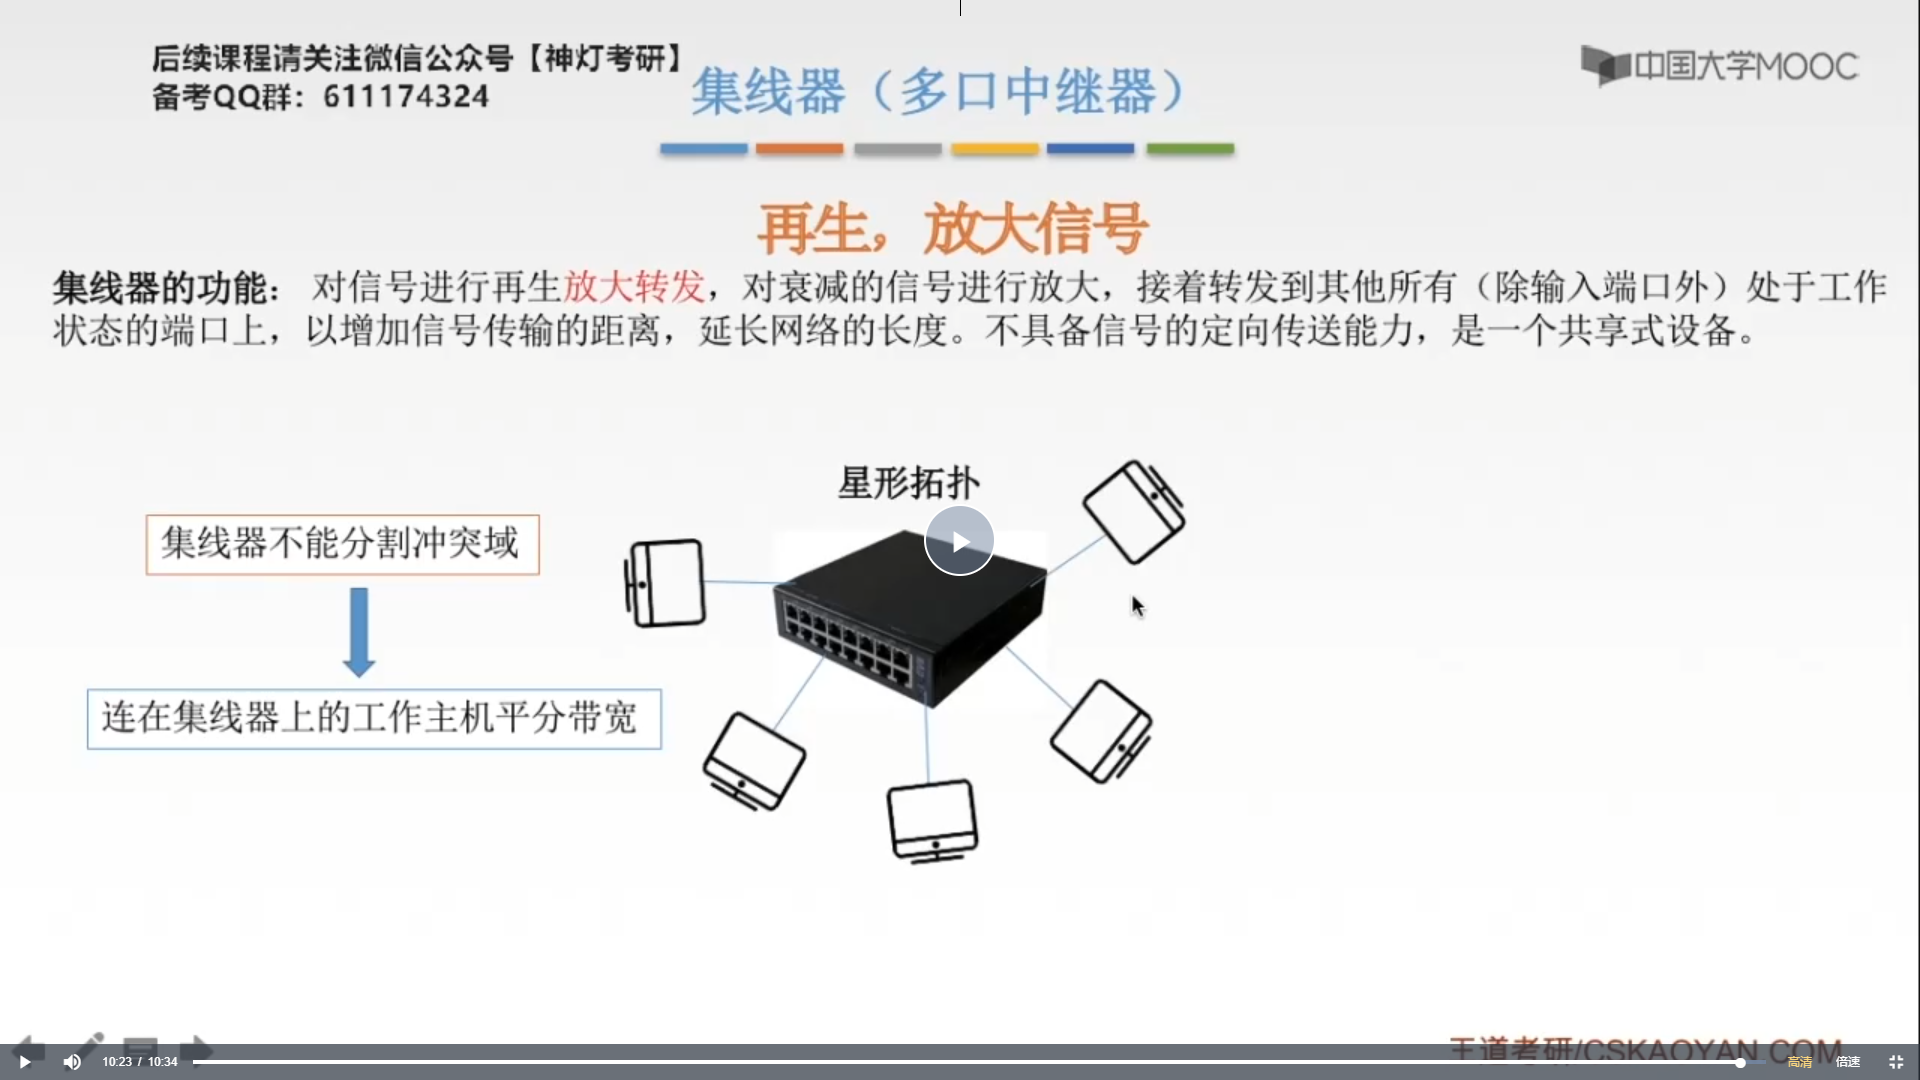 后续课程请关注微信公众号【神灯考研】
备考QQ群：611174324
中国大学MOOC
集线器（多口中继器）
再生，放大信号
集线器的功能： 对信号进行再生放大转发，对衰减的信号进行放大，接着转发到其他所有（除输入端口外）处于工作
状态的端口上，以增加信号传输的距离，延长网络的长度。不具备信号的定向传送能力，是一个共享式设备。
星形拓扑
集线器不能分割冲突域
连在集线器上的工作主机平分带宽
王道考研/CSKAOYAN.COM
10:23 / 10:34
高清
倍速